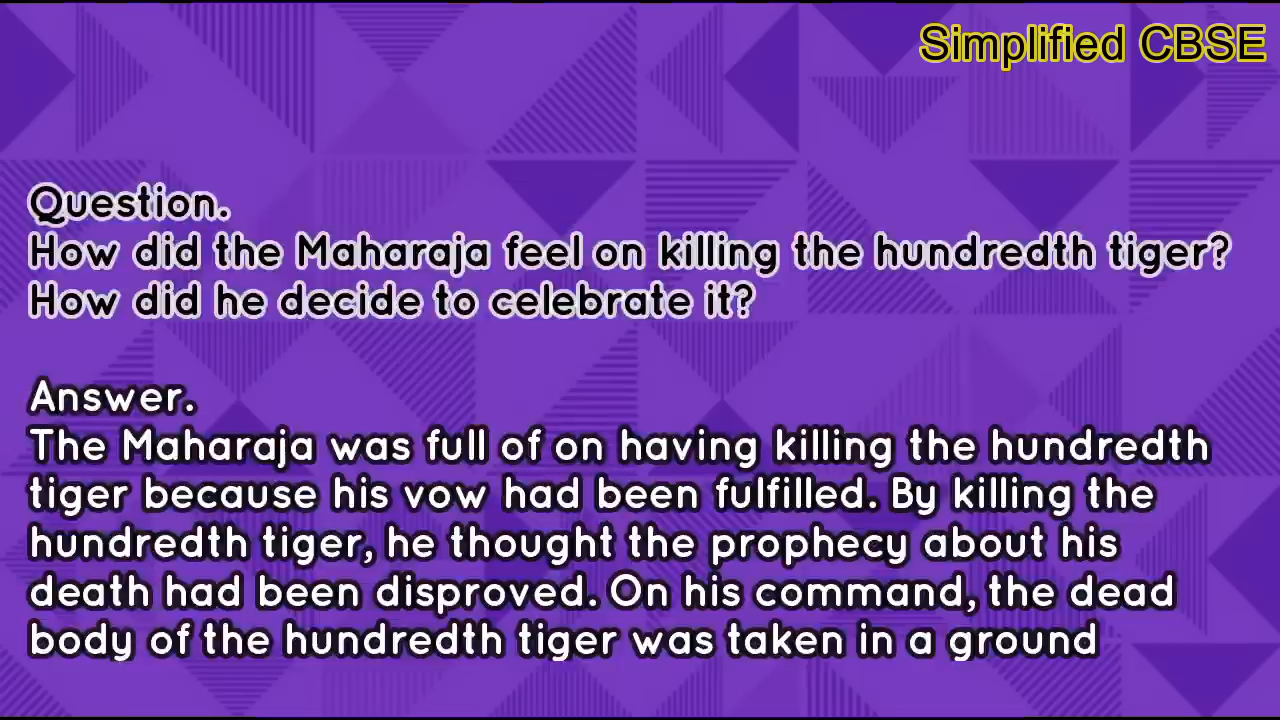 Simplified CBSE
Question.
How did the Maharaja feel on killing the hundredth tiger?
How did he decide to celebrate it?
Answer.
The Maharaja was full of on having killing the hundredth
tiger because his vow had been fulfilled. By killing the
hundredth tiger, he thought the prophecy about his
death had been disproved. On his command, the dead
body of the hundredth tiger was taken in a ground